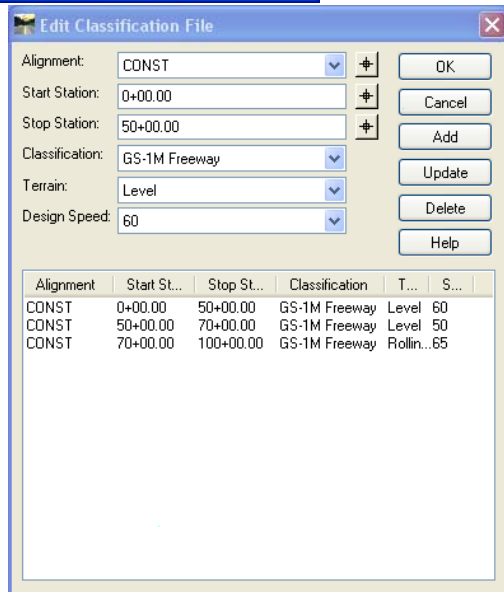 Edit Classification File
Alignment: CONST
OK
Start Station: 0+00.00
Cancel
Stop Station: 50+00.00
Add
Classification: GS-1M Freeway
Update
Terrain: Level
Delete
Design Speed: 60
Help
Alignment Start St... Stop St... Classification T... S...
CONST 0+00.00 50+00.00 GS-1M Freeway Level 60
CONST 50+00.00 70+00.00 GS-1M Freeway Level 50
CONST 70+00.00 100+00.00 GS-1M Freeway Rollin... 65